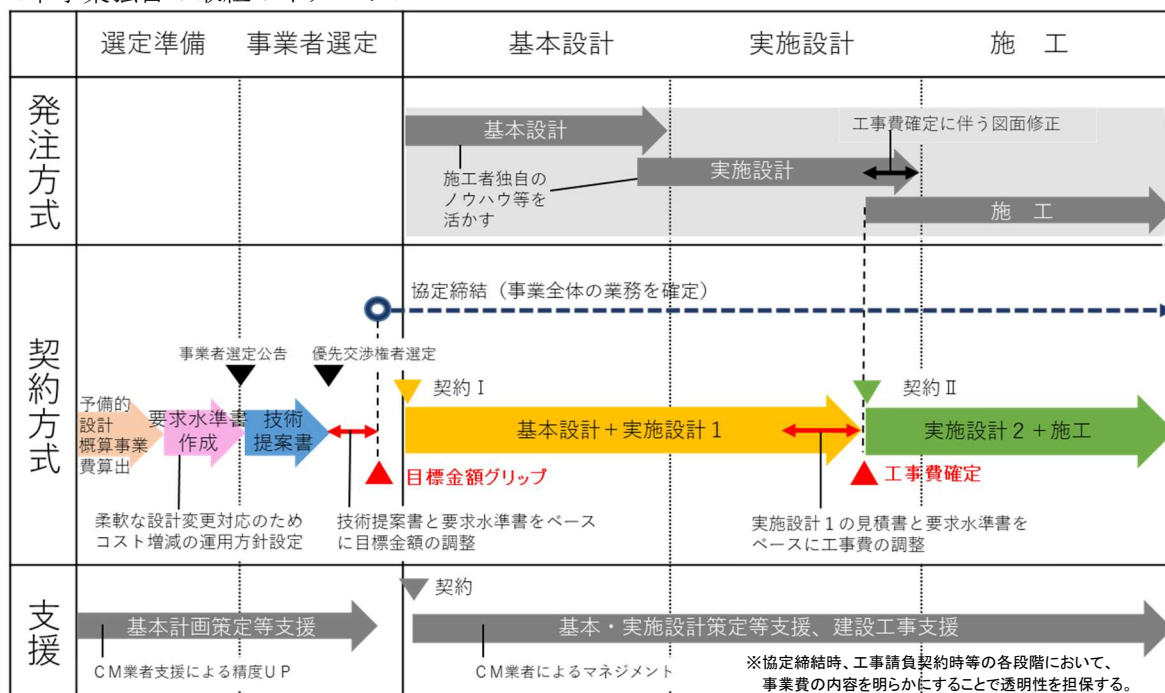 選定準備
事業者選定
基本設計
実施設計
施 工
発注方式
基本設計
工事費確定に伴う図面修正
実施設計
施工者独自の
ノウハウ等を
活かす
施 工
契約方式
協定締結（事業全体の業務を確定）
事業者選定公告
優先交渉権者選定
契約Ⅰ
契約Ⅱ
予備的
設計
概算事業
費算出
要求水準書
作成
技術
提案書
基本設計＋実施設計1
実施設計2＋施工
目標金額グリップ
工事費確定
柔軟な設計変更対応のため
コスト増減の運用方針設定
技術提案書と要求水準書をベース
に目標金額の調整
実施設計1の見積書と要求水準書を
ベースに工事費の調整
支援
契約
基本計画策定等支援
基本・実施設計策定等支援、建設工事支援
CM業者支援による精度UP
CM業者によるマネジメント
※協定締結時、工事請負契約時等の各段階において、
事業費の内容を明らかにすることで透明性を担保する。